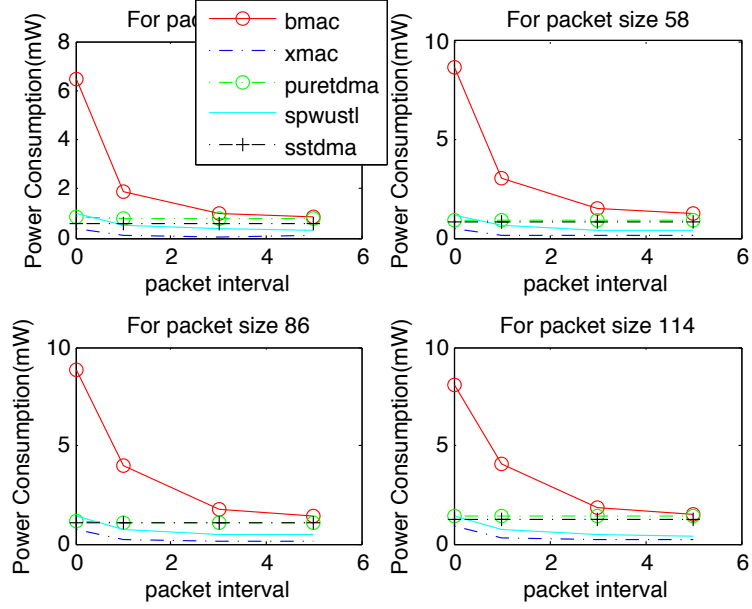 For pac
For packet size 58
bmac
xmac
puretdma
spwustl
sstdma
Power Consumption(mW)
8
6
4
2
0
0 2 4 6
packet interval
Power Consumption(mW)
10
5
0
0 2 4 6
packet interval
For packet size 86
Power Consumption(mW)
10
5
0
0 2 4 6
packet interval
For packet size 114
Power Consumption(mW)
10
5
0
0 2 4 6
packet interval